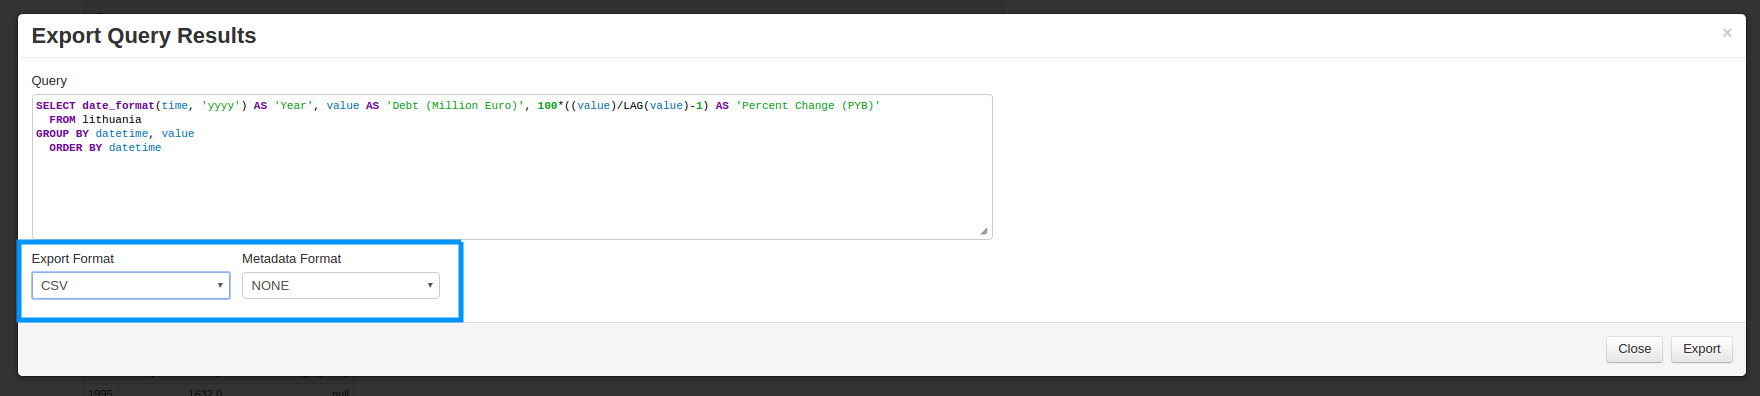 Export Query Results
×
Query
SELECT date_format(time, 'yyyy') AS 'Year', value AS 'Debt (Million Euro)', 100*((value)/LAG(value)-1) AS 'Percent Change (PYB)'
FROM lithuania
GROUP BY datetime, value
ORDER BY datetime
Export Format Metadata Format
CSV NONE
Close Export
1995 1632.0 null